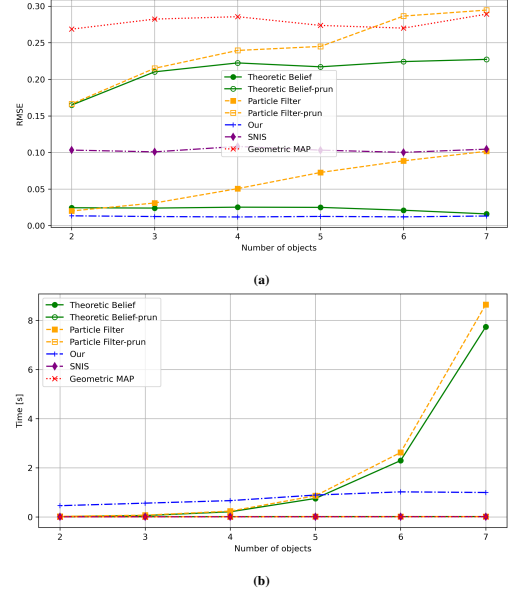 0.30
0.25
0.20
0.15
0.10
0.05
0.00
RMSE
Theoretic Belief
Theoretic Belief-prun
Particle Filter
Particle Filter-prun
Our
SNIS
Geometric MAP
2 3 4 5 6 7
Number of objects
(a)
8
6
4
2
0
Time [s]
Theoretic Belief
Theoretic Belief-prun
Particle Filter
Particle Filter-prun
Our
SNIS
Geometric MAP
2 3 4 5 6 7
Number of objects
(b)